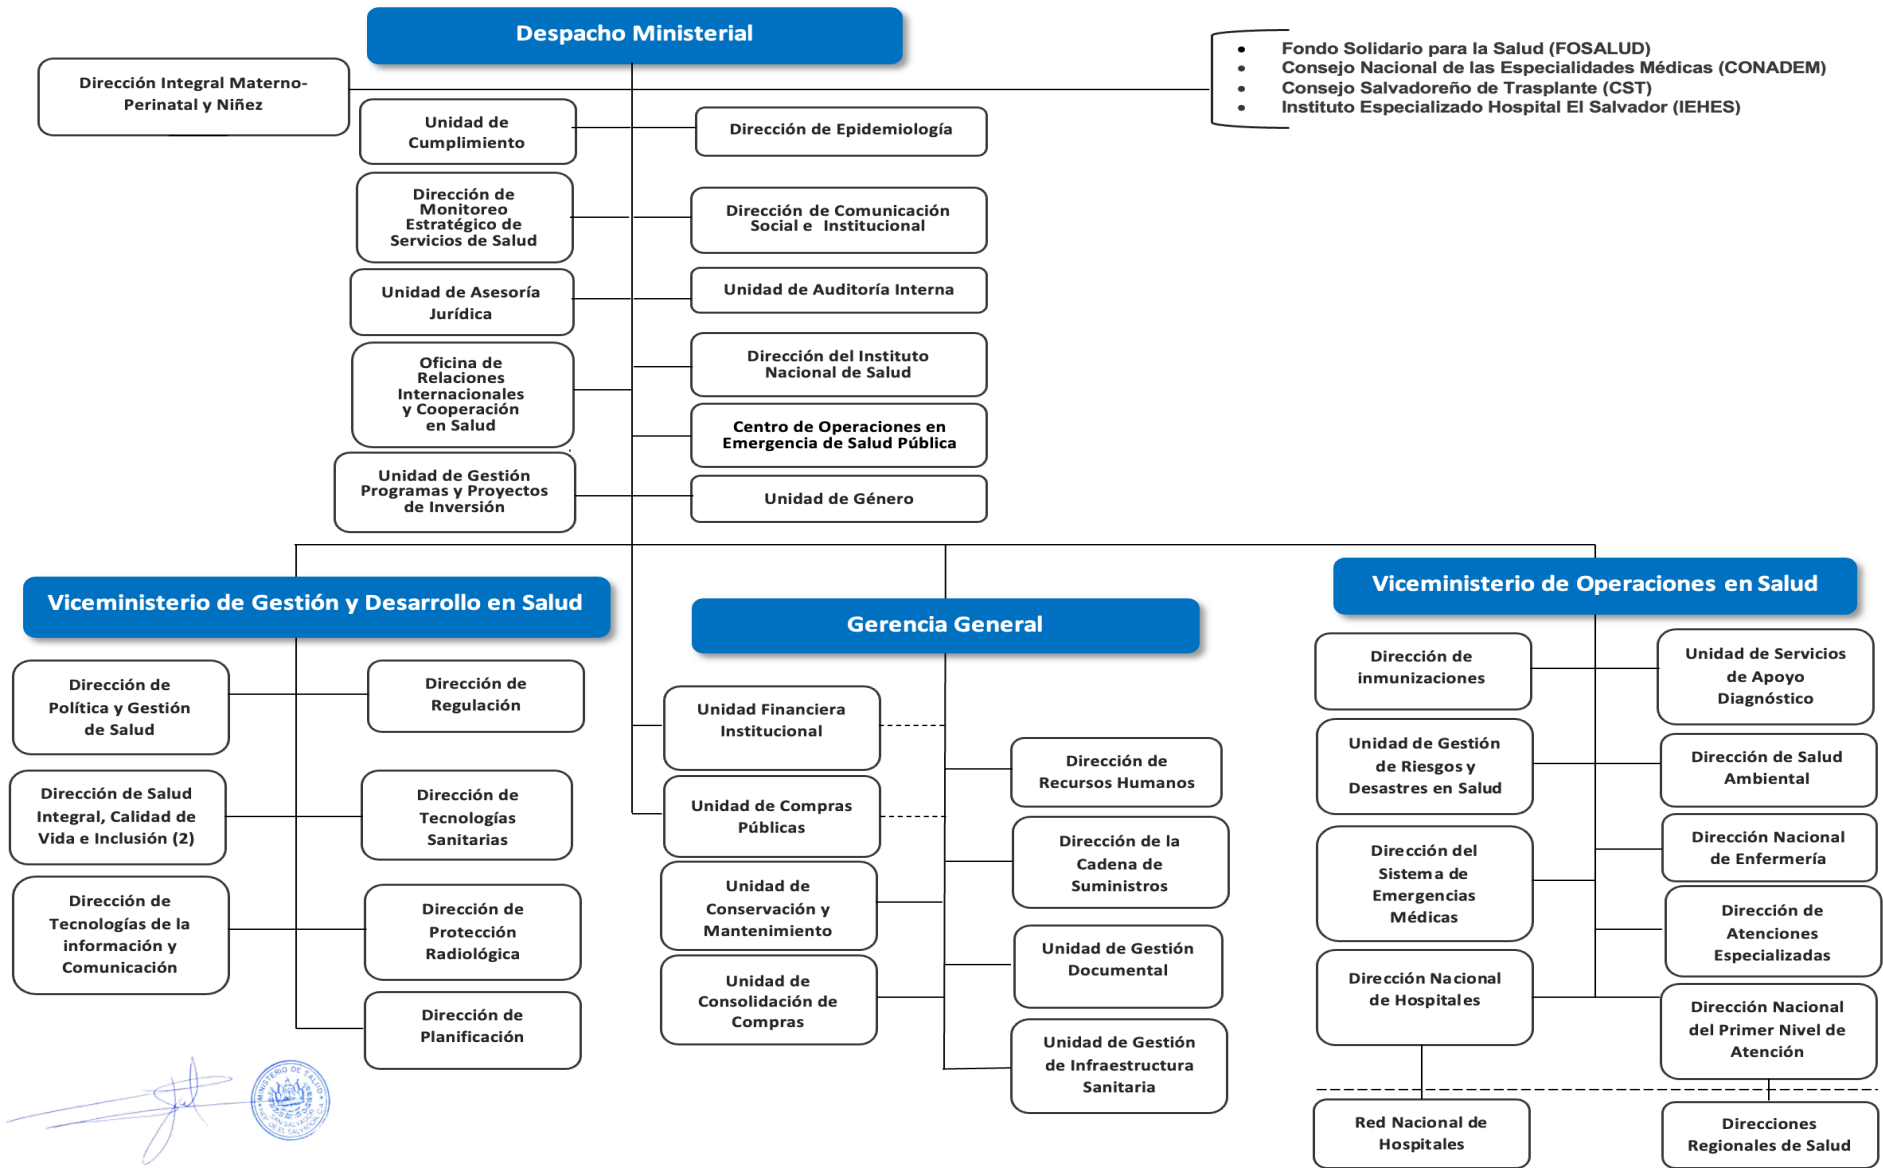 Despacho Ministerial
Dirección Integral Materno-
Perinatal y Niñez
• Fondo Solidario para la Salud (FOSALUD)
• Consejo Nacional de las Especialidades Médicas (CONADEM)
• Consejo Salvadoreño de Trasplante (CST)
• Instituto Especializado Hospital El Salvador (IEHES)
Unidad de
Cumplimiento
Dirección de Epidemiología
Dirección de
Monitoreo
Estratégico de
Servicios de Salud
Dirección de Comunicación
Social e Institucional
Unidad de Asesoría
Jurídica
Unidad de Auditoría Interna
Oficina de
Relaciones
Internacionales
y Cooperación
en Salud
Dirección del Instituto
Nacional de Salud
Centro de Operaciones en
Emergencia de Salud Pública
Unidad de Gestión
Programas y Proyectos
de Inversión
Unidad de Género
Viceministerio de Gestión y Desarrollo en Salud
Dirección de
Política y Gestión
de Salud
Dirección de
Regulación
Dirección de Salud
Integral, Calidad de
Vida e Inclusión (2)
Dirección de
Tecnologías
Sanitarias
Dirección de
Tecnologías de la
información y
Comunicación
Dirección de
Protección
Radiológica
Dirección de
Planificación
Gerencia General
Unidad Financiera
Institucional
Dirección de
Recursos Humanos
Unidad de Compras
Públicas
Dirección de la
Cadena de
Suministros
Unidad de
Conservación y
Mantenimiento
Unidad de Gestión
Documental
Unidad de
Consolidación de
Compras
Unidad de Gestión
de Infraestructura
Sanitaria
Viceministerio de Operaciones en Salud
Dirección de
inmunizaciones
Unidad de Servicios
de Apoyo
Diagnóstico
Unidad de Gestión
de Riesgos y
Desastres en Salud
Dirección de Salud
Ambiental
Dirección del
Sistema de
Emergencias
Médicas
Dirección Nacional
de Enfermería
Dirección de
Atenciones
Especializadas
Dirección Nacional
de Hospitales
Dirección Nacional
del Primer Nivel de
Atención
Red Nacional de
Hospitales
Direcciones
Regionales de Salud
MINISTERIO DE SALUD
SAN SALVADOR
DE EL SALVADOR, C.A.